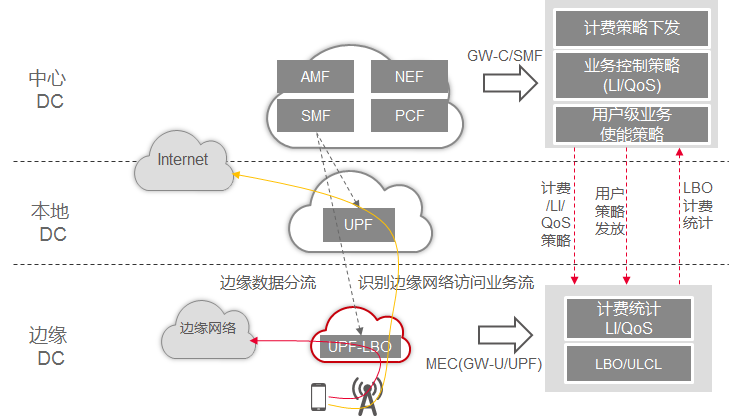 中心
DC
AMF
NEF
SMF
PCF
GW-C/SMF
计费策略下发
业务控制策略
(LI/QoS)
用户级业务
使能策略
Internet
本地
DC
UPF
计费
/LI/
QoS
策略
用户
策略
发放
LBO
计费
统计
边缘数据分流
识别边缘网络访问业务流
边缘
DC
边缘网络
UPF-LBO
MEC(GW-U/UPF)
计费统计
LI/QoS
LBO/ULCL